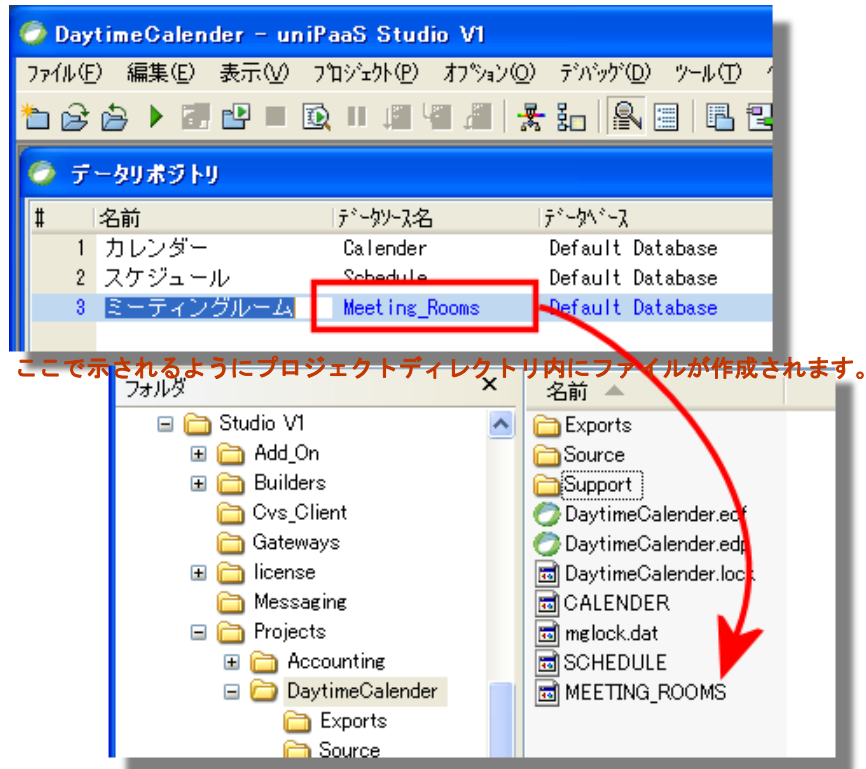 DaytimeCalender - uniPaaS Studio V1
ﾌｧｲﾙ(F) 編集(E) 表示(V) ﾌﾟﾛｼﾞｪｸﾄ(P) ｵﾌﾟｼｮﾝ(O) ﾃﾞﾊﾞｯｸﾞ(D) ﾂｰﾙ(T)
データリポジトリ
# 名前 ﾃﾞｰﾀｿｰｽ名 ﾃﾞｰﾀﾍﾞｰｽ
1 カレンダー Calender Default Database
2 スケジュール Schedule Default Database
3 ミーティングルーム Meeting_Rooms Default Database
ここで示されるようにプロジェクトディレクトリ内にファイルが作成されます。
フォルダ × 名前
Studio V1
Add_On
Builders
Cvs_Client
Gateways
license
Messaging
Projects
Accounting
DaytimeCalender
Exports
Source
Exports
Source
Support
DaytimeCalender.ecf
DaytimeCalender.edp
DaytimeCalender.lock
CALENDER
mglock.dat
SCHEDULE
MEETING_ROOMS